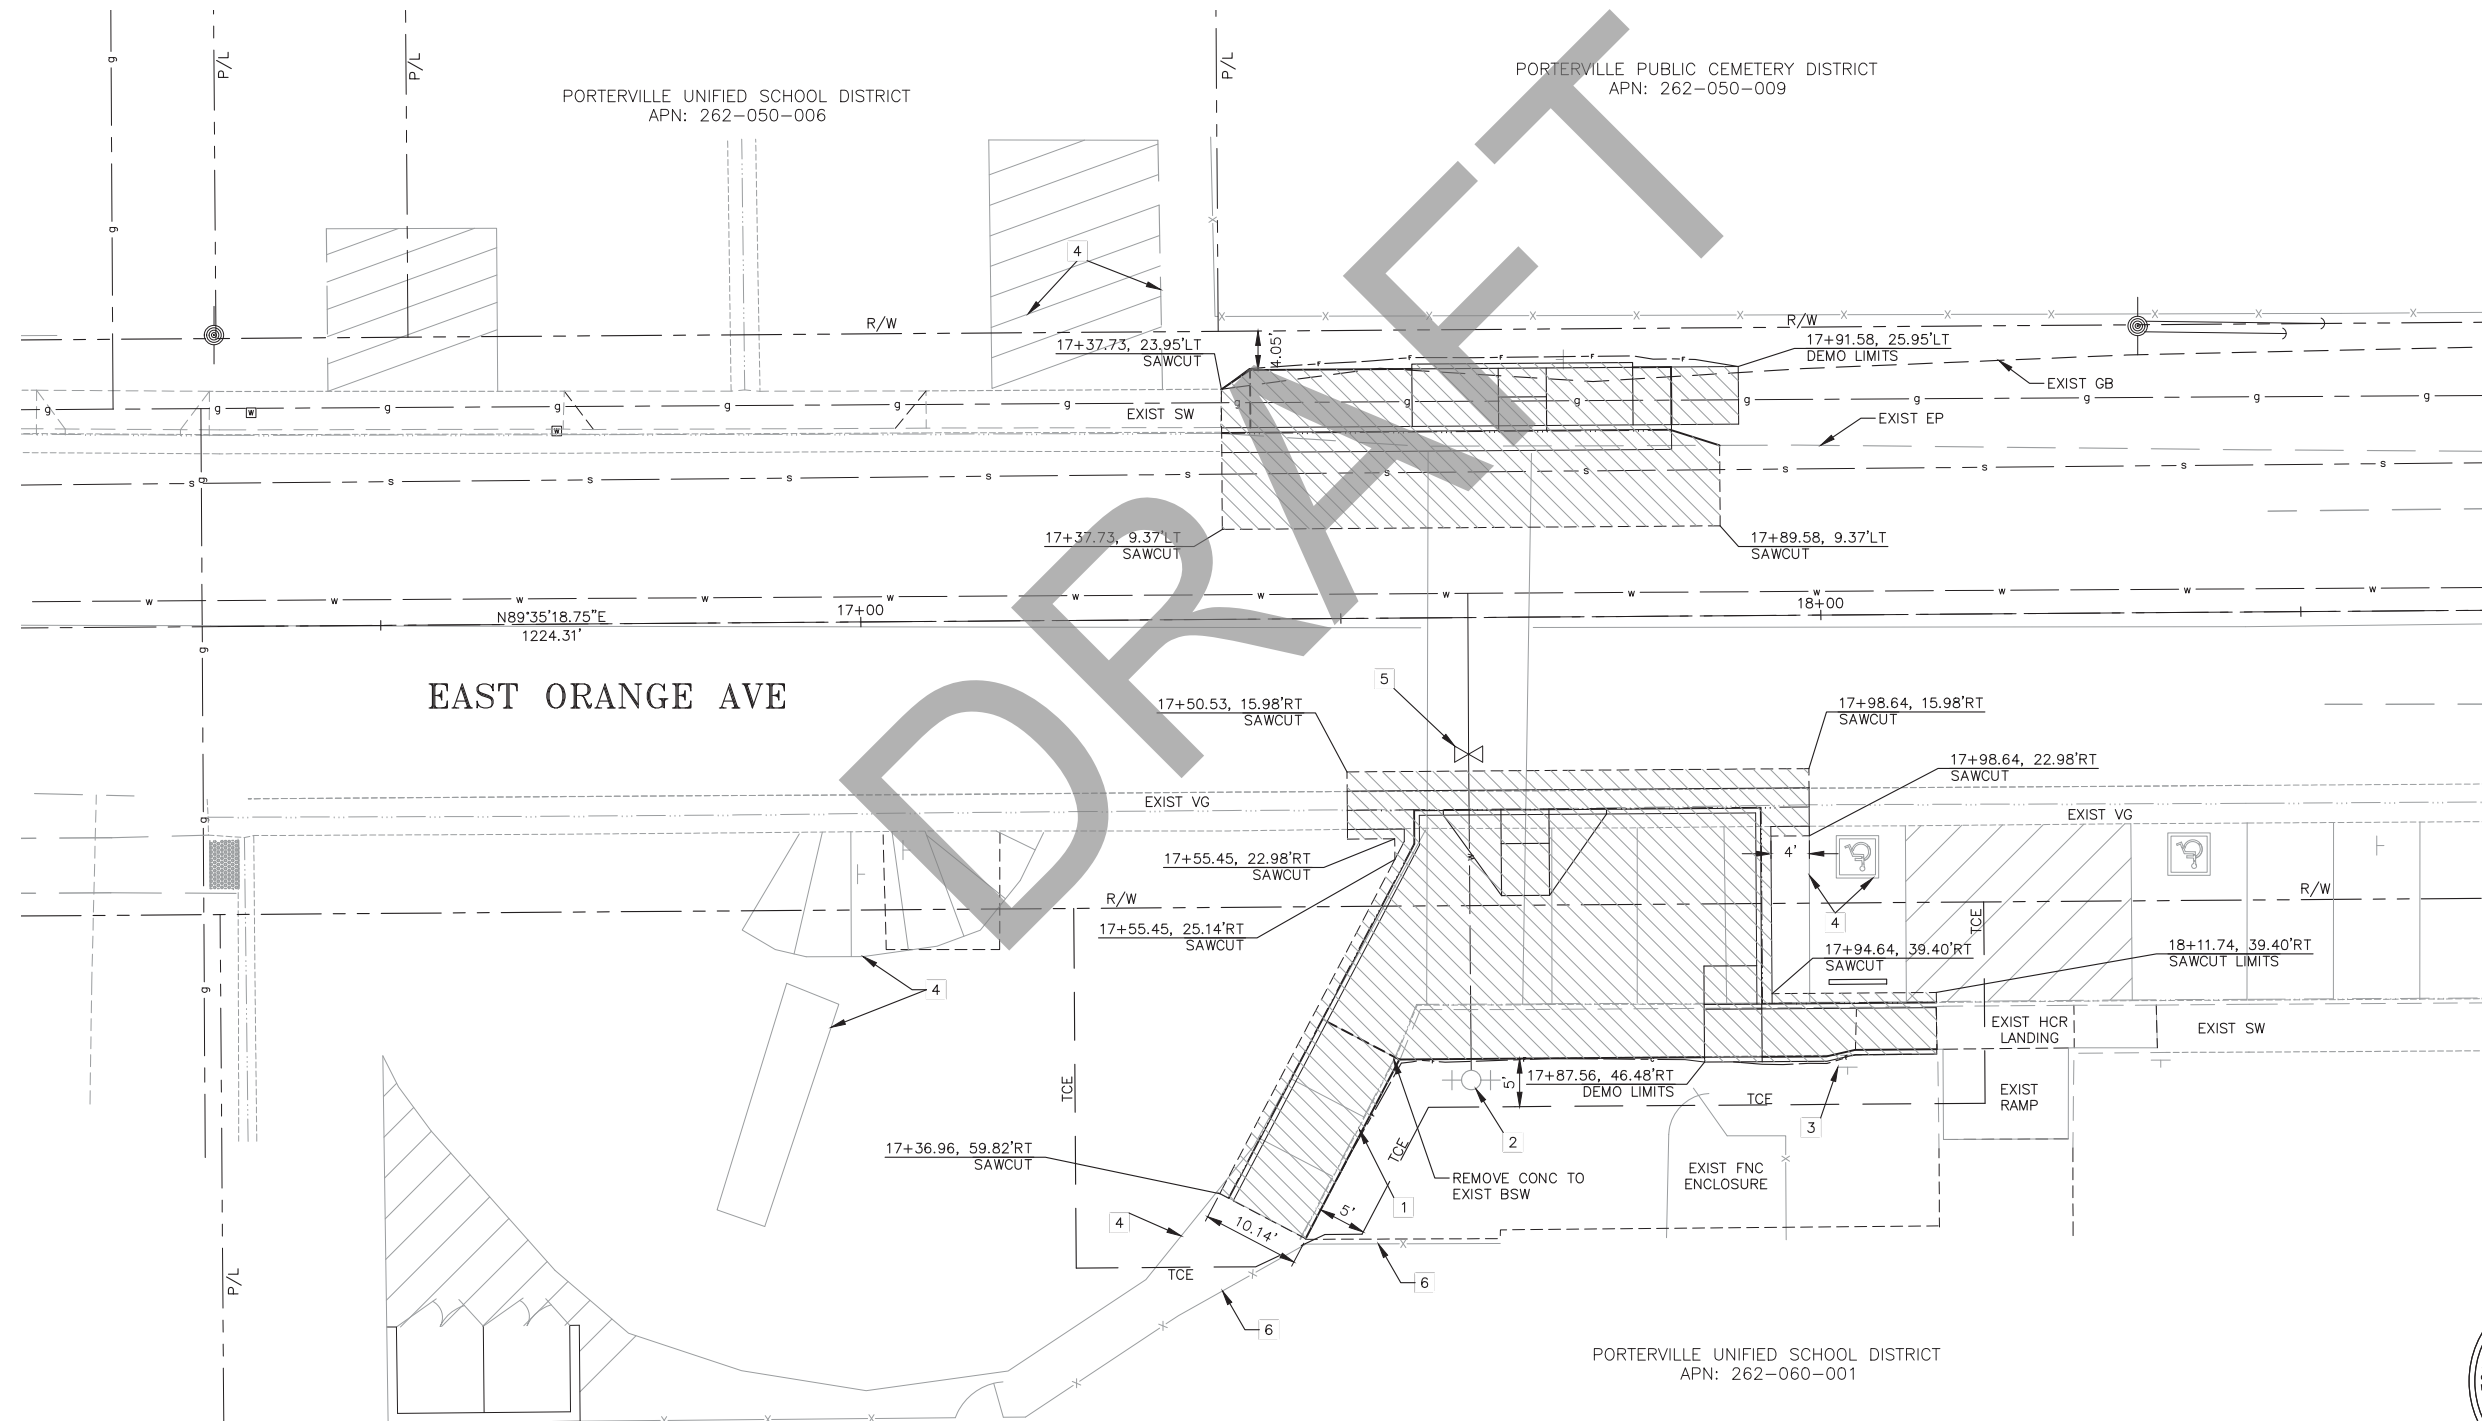 P/L
P/L
P/L
PORTERVILLE UNIFIED SCHOOL DISTRICT
APN: 262-050-006
PORTERVILLE PUBLIC CEMETERY DISTRICT
APN: 262-050-009
g
g
4
R/W
R/W
17+37.73, 23.95'LT
SAWCUT
4.05'
17+91.58, 25.95'LT
DEMO LIMITS
F F F F F
EXIST GB
g g g g g g g g g g g g g g g
W
W
EXIST SW
EXIST EP
s s s s s s s s s s s s
g
17+37.73, 9.37'LT
SAWCUT
17+89.58, 9.37'LT
SAWCUT
w w w w w w w w w w w w w
N89°35'18.75"E
1224.31'
17+00
18+00
g
EAST ORANGE AVE
DRAFT
5
17+50.53, 15.98'RT
SAWCUT
17+98.64, 15.98'RT
SAWCUT
17+98.64, 22.98'RT
SAWCUT
EXIST VG
EXIST VG
g
17+55.45, 22.98'RT
SAWCUT
w
4'
R/W
R/W
17+55.45, 25.14'RT
SAWCUT
4
TCE
17+94.64, 39.40'RT
SAWCUT
18+11.74, 39.40'RT
SAWCUT LIMITS
g
4
EXIST HCR
LANDING
EXIST SW
TCE
5'
17+87.56, 46.48'RT
DEMO LIMITS
TCE
EXIST
RAMP
3
2
TCE
17+36.96, 59.82'RT
SAWCUT
REMOVE CONC TO
EXIST BSW
EXIST FNC
ENCLOSURE
1
4
5'
10.14'
TCE
6
6
P/L
PORTERVILLE UNIFIED SCHOOL DISTRICT
APN: 262-060-001